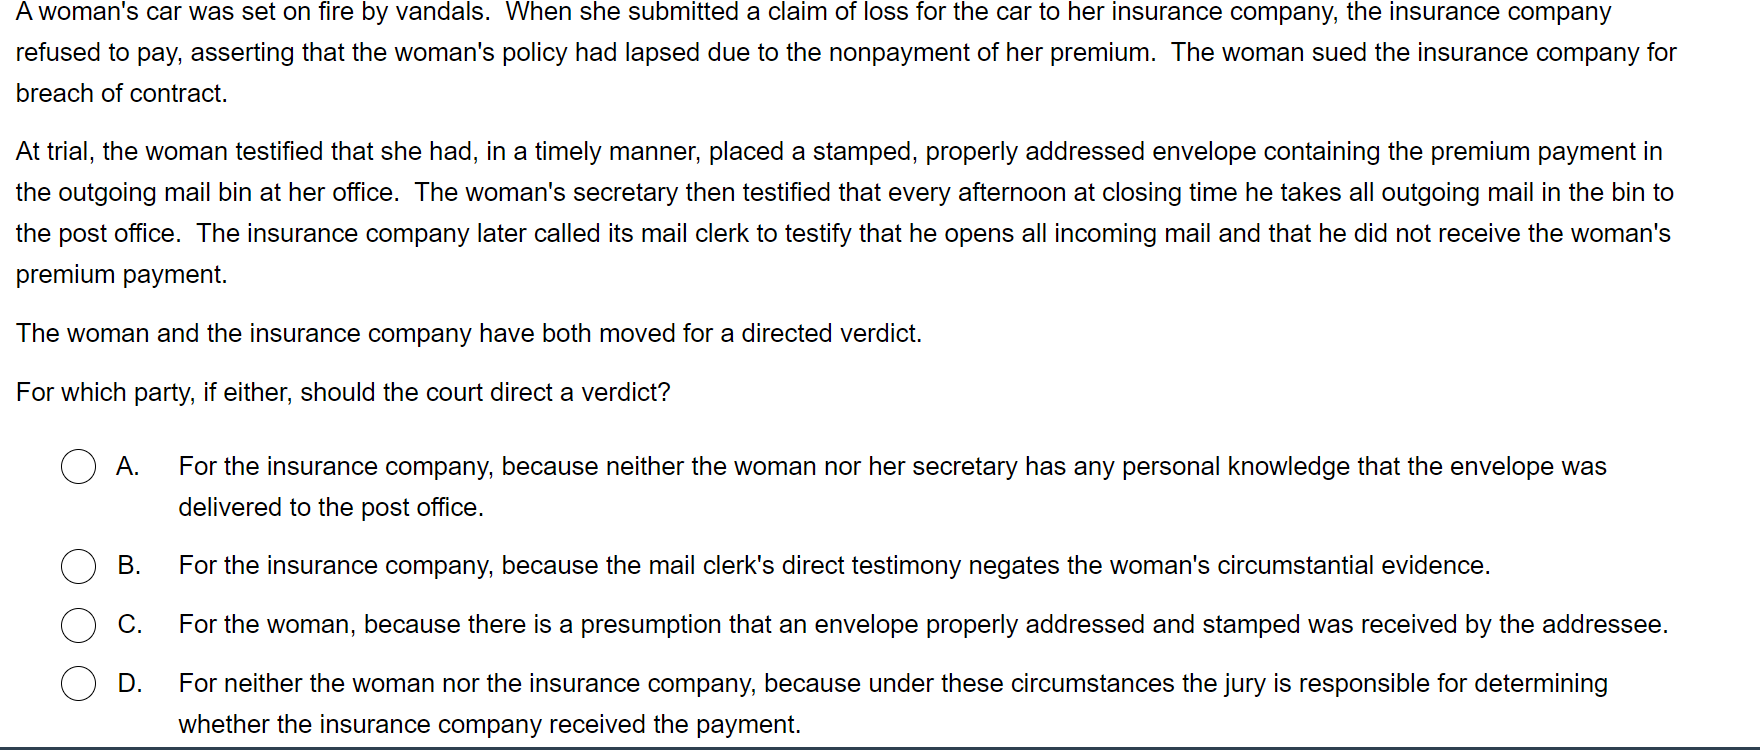 A woman's car was set on fire by vandals.  When she submitted a claim of loss for the car to her insurance company, the insurance company
refused to pay, asserting that the woman's policy had lapsed due to the nonpayment of her premium.  The woman sued the insurance company for
breach of contract.
At trial, the woman testified that she had, in a timely manner, placed a stamped, properly addressed envelope containing the premium payment in
the outgoing mail bin at her office.  The woman's secretary then testified that every afternoon at closing time he takes all outgoing mail in the bin to
the post office.  The insurance company later called its mail clerk to testify that he opens all incoming mail and that he did not receive the woman's
premium payment.
The woman and the insurance company have both moved for a directed verdict.
For which party, if either, should the court direct a verdict?
A. For the insurance company, because neither the woman nor her secretary has any personal knowledge that the envelope was
delivered to the post office.
B. For the insurance company, because the mail clerk's direct testimony negates the woman's circumstantial evidence.
C. For the woman, because there is a presumption that an envelope properly addressed and stamped was received by the addressee.
D. For neither the woman nor the insurance company, because under these circumstances the jury is responsible for determining
whether the insurance company received the payment.